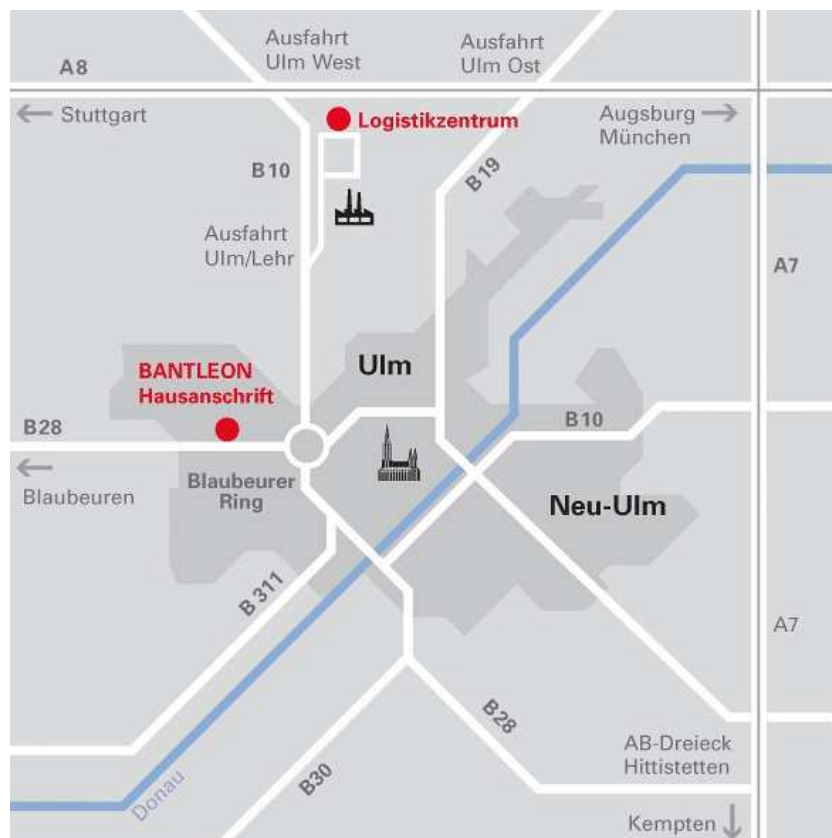 Ausfahrt
Ulm West
Ausfahrt
Ulm Ost
A8
Stuttgart
Logistikzentrum
Augsburg
München
B10
B19
Ausfahrt
Ulm/Lehr
A7
Ulm
BANTLEON
Hausanschrift
B28
B10
Blaubeuren
Blaubeurer
Ring
Neu-Ulm
B311
A7
B28
AB-Dreieck
Hittistetten
B30
Donau
Kempten